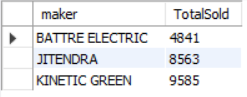 maker TotalSold
BATTRE ELECTRIC 4841
JITENDRA 8563
KINETIC GREEN 9585